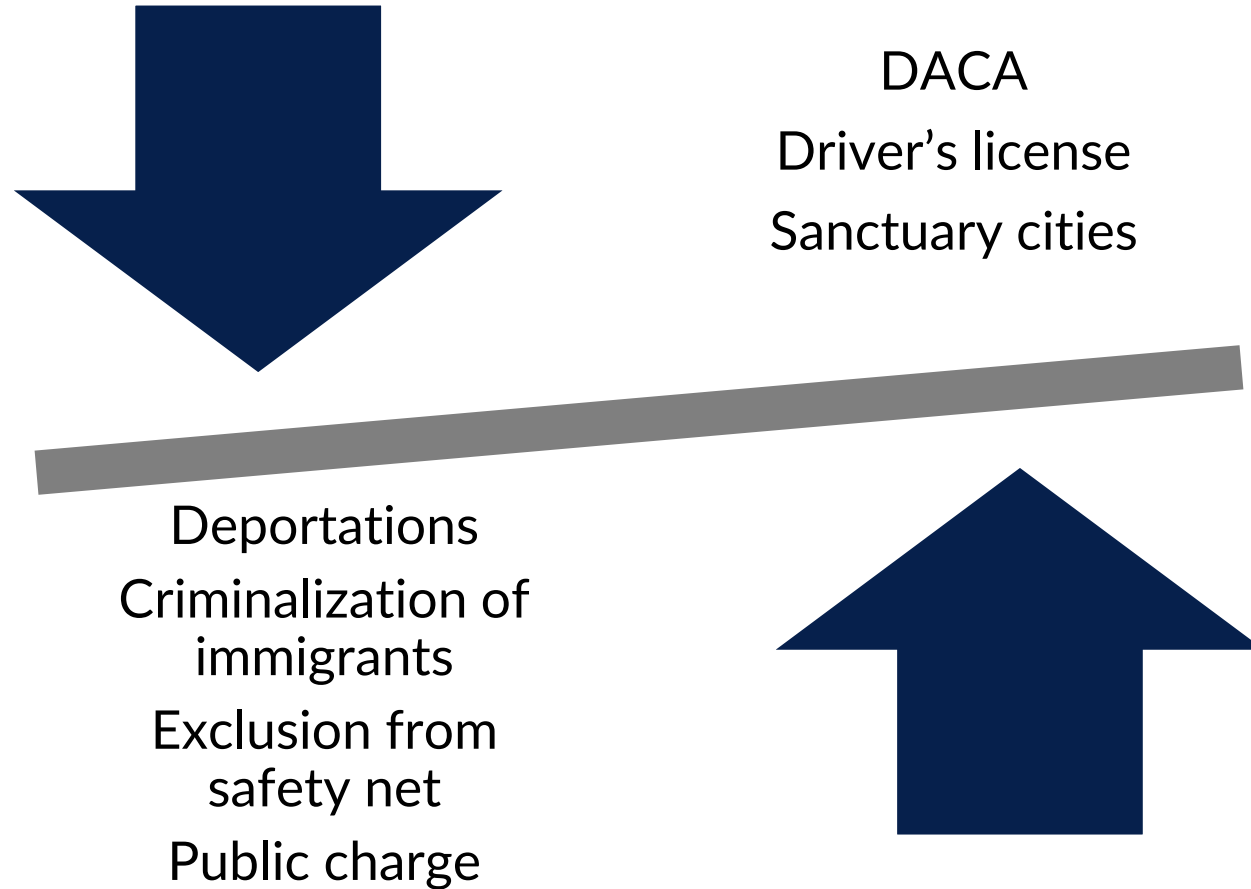 DACA
Driver’s license
Sanctuary cities
Deportations
Criminalization of
immigrants
Exclusion from
safety net
Public charge